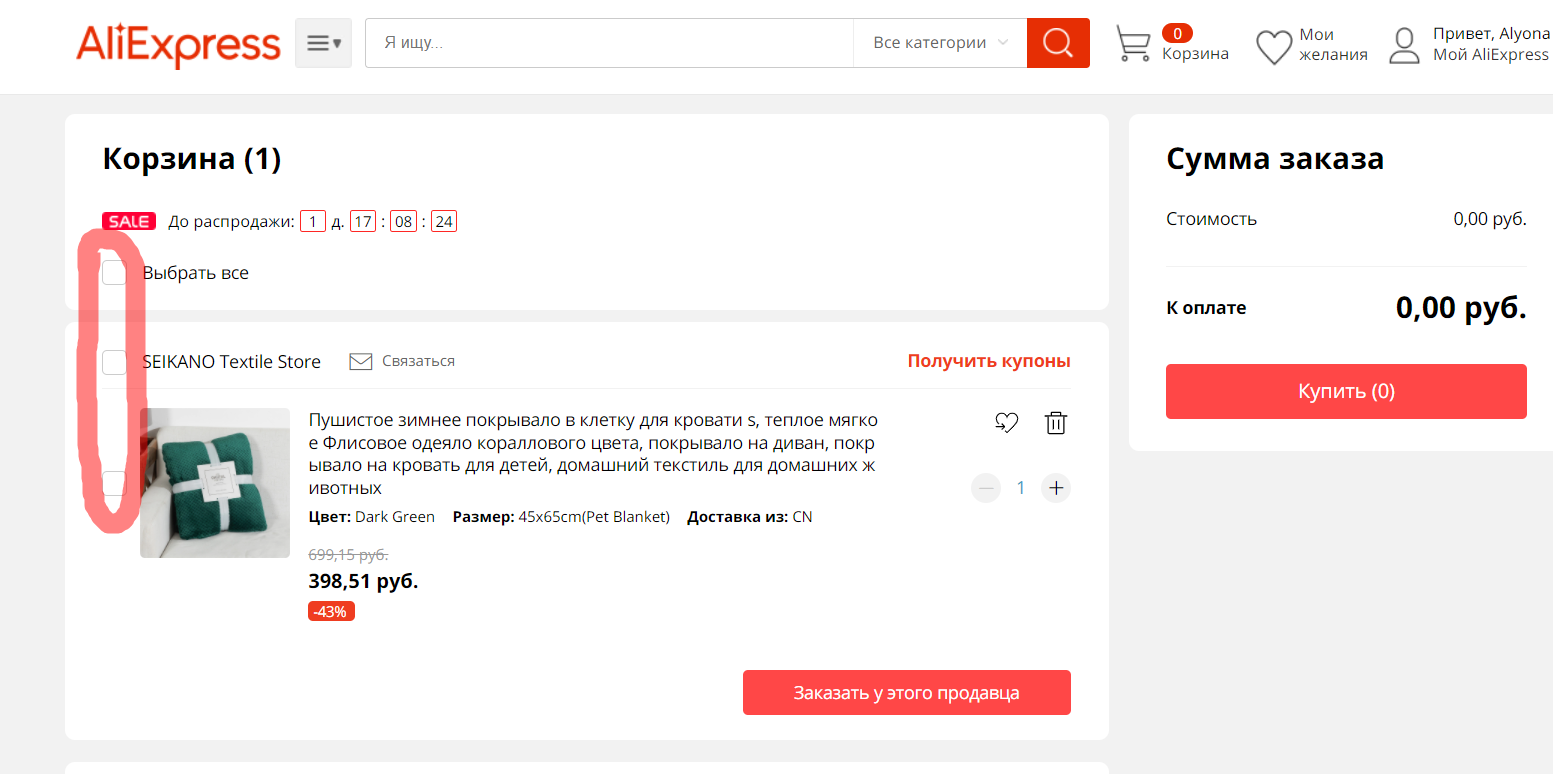 AliExpress
Я ищу...
Все категории
0
Корзина
Мои
желания
Привет, Alyona
Мой AliExpress
Корзина (1)
SALE До распродажи: 1 д. 17 : 08 : 24
Выбрать все
SEIKANO Textile Store
Связаться
Получить купоны
Пушистое зимнее покрывало в клетку для кровати s, теплое мягко
е Флисовое одеяло кораллового цвета, покрывало на диван, покр
ывало на кровать для детей, домашний текстиль для домашних ж
ивотных
1
Цвет: Dark Green Размер: 45x65cm(Pet Blanket) Доставка из: CN
699,15 руб.
398,51 руб.
-43%
Заказать у этого продавца
Сумма заказа
Стоимость 0,00 руб.
К оплате 0,00 руб.
Купить (0)